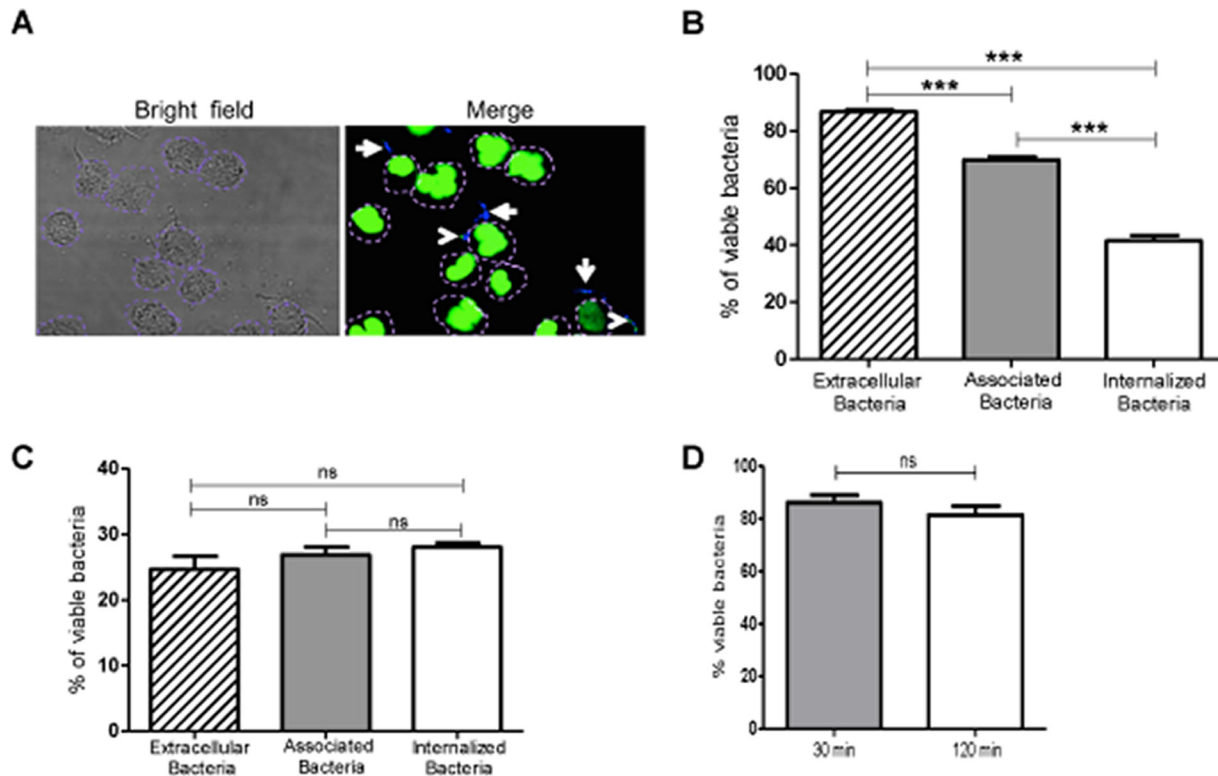 A
Bright field
Merge
B
% of viable bacteria
100
80
60
40
20
0
***
***
***
Extracellular
Bacteria
Associated
Bacteria
Internalized
Bacteria
C
% of viable bacteria
40
30
20
10
0
ns
ns
ns
Extracellular
Bacteria
Associated
Bacteria
Internalized
Bacteria
D
% viable bacteria
100
80
60
40
20
0
ns
30 min
120 min